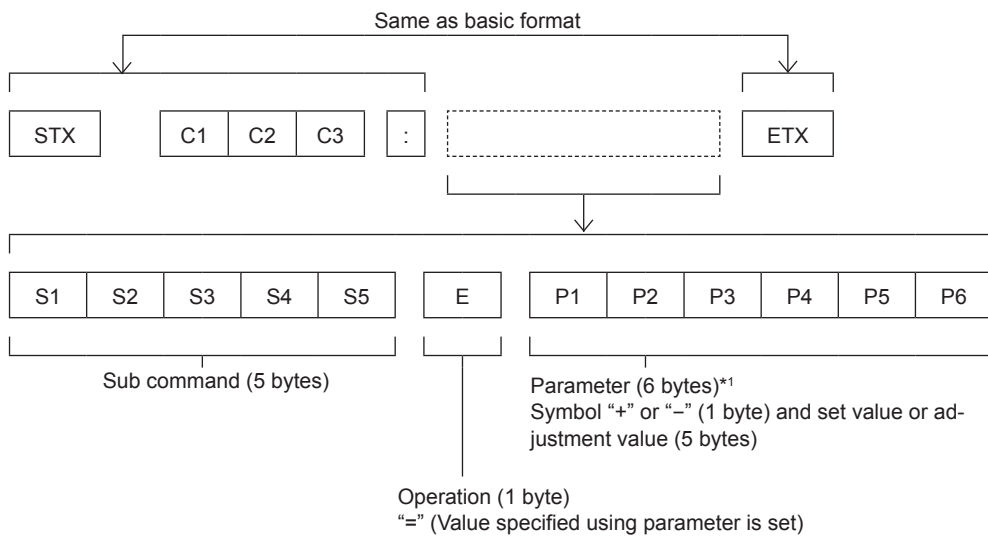 Same as basic format
STX C1 C2 C3 : ETX
S1 S2 S3 S4 S5 E P1 P2 P3 P4 P5 P6
Sub command (5 bytes)
Parameter (6 bytes)*1
Symbol “+” or “−” (1 byte) and set value or ad-
justment value (5 bytes)
Operation (1 byte)
“=” (Value specified using parameter is set)